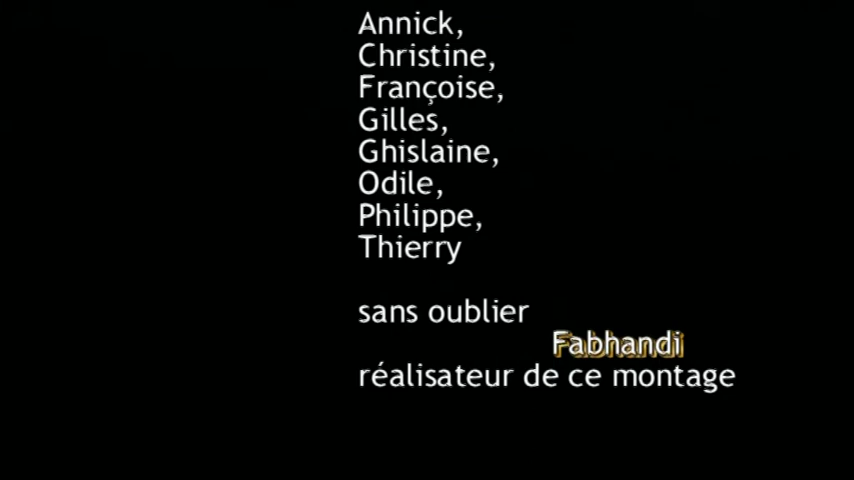 Annick,
Christine,
Françoise,
Gilles,
Ghislaine,
Odile,
Philippe,
Thierry
sans oublier
Fabhandi
réalisateur de ce montage